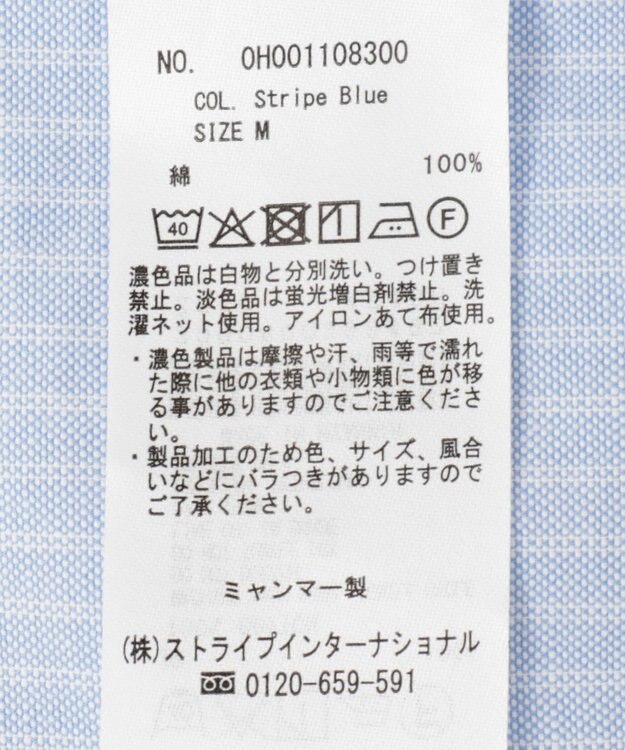 NO. 0H001108300
COL. Stripe Blue
SIZE M
綿 100%
40
F
濃色品は白物と分別洗い。つけ置き
禁止。淡色品は蛍光増白剤禁止。洗
濯ネット使用。アイロンあて布使用。
・濃色製品は摩擦や汗、雨等で濡れ
た際に他の衣類や小物類に色が移
る事がありますのでご注意くださ
い。
・製品加工のため色、サイズ、風合
いなどにバラつきがありますので
ご了承ください。
ミャンマー製
(株)ストライプインターナショナル
0120-659-591